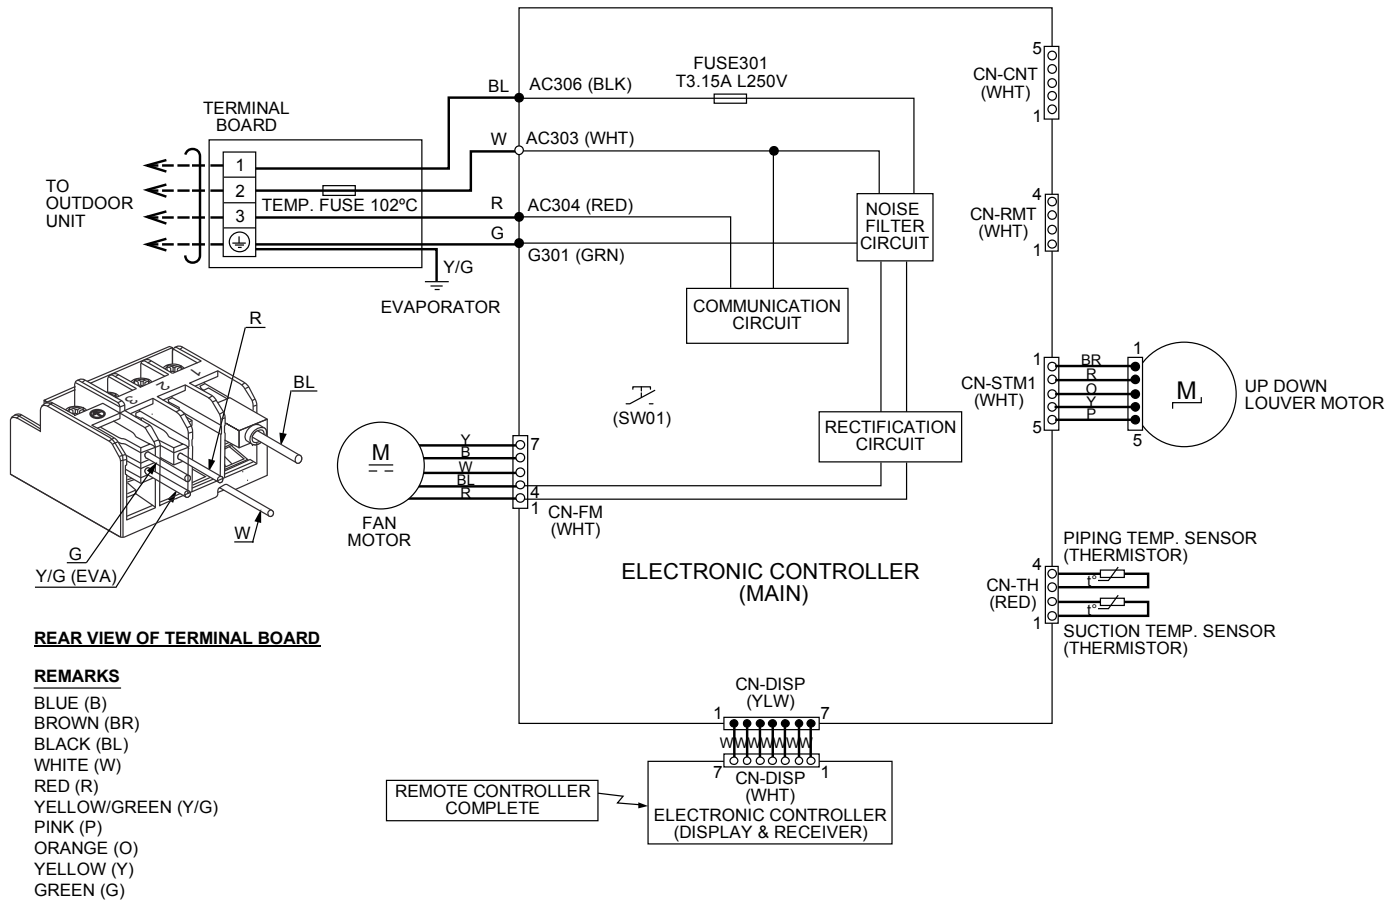 FUSE301
T3.15A L250V
BL
AC306 (BLK)
TERMINAL
BOARD
W
AC303 (WHT)
1
2
TEMP. FUSE 102ºC
3
TO
OUTDOOR
UNIT
R
AC304 (RED)
G
G301 (GRN)
Y/G
EVAPORATOR
NOISE
FILTER
CIRCUIT
COMMUNICATION
CIRCUIT
RECTIFICATION
CIRCUIT
(SW01)
5
CN-CNT
(WHT)
1
4
CN-RMT
(WHT)
1
1
CN-STM1
(WHT)
5
BR
R
O
Y
P
1
5
M
UP DOWN
LOUVER MOTOR
R
BL
1
2
3
G
Y/G (EVA)
W
M
FAN
MOTOR
Y
B
W
BL
R
7
4
1
CN-FM
(WHT)
ELECTRONIC CONTROLLER
(MAIN)
PIPING TEMP. SENSOR
(THERMISTOR)
4
CN-TH
(RED)
1
t°
t°
SUCTION TEMP. SENSOR
(THERMISTOR)
REAR VIEW OF TERMINAL BOARD
REMARKS
BLUE (B)
BROWN (BR)
BLACK (BL)
WHITE (W)
RED (R)
YELLOW/GREEN (Y/G)
PINK (P)
ORANGE (O)
YELLOW (Y)
GREEN (G)
CN-DISP
(YLW)
1
7
WWWWWWW
7
1
CN-DISP
(WHT)
ELECTRONIC CONTROLLER
(DISPLAY & RECEIVER)
REMOTE CONTROLLER
COMPLETE